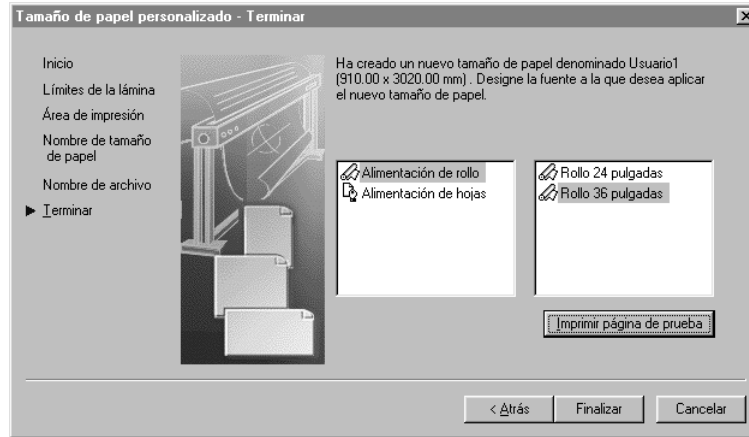 Tamaño de papel personalizado - Terminar
Inicio
Límites de la lámina
Área de impresión
Nombre de tamaño
de papel
Nombre de archivo
Terminar
Ha creado un nuevo tamaño de papel denominado Usuario1
(910.00 x 3020.00 mm) . Designe la fuente a la que desea aplicar
el nuevo tamaño de papel.
Alimentación de rollo
Alimentación de hojas
Rollo 24 pulgadas
Rollo 36 pulgadas
Imprimir página de prueba
< Atrás
Finalizar
Cancelar